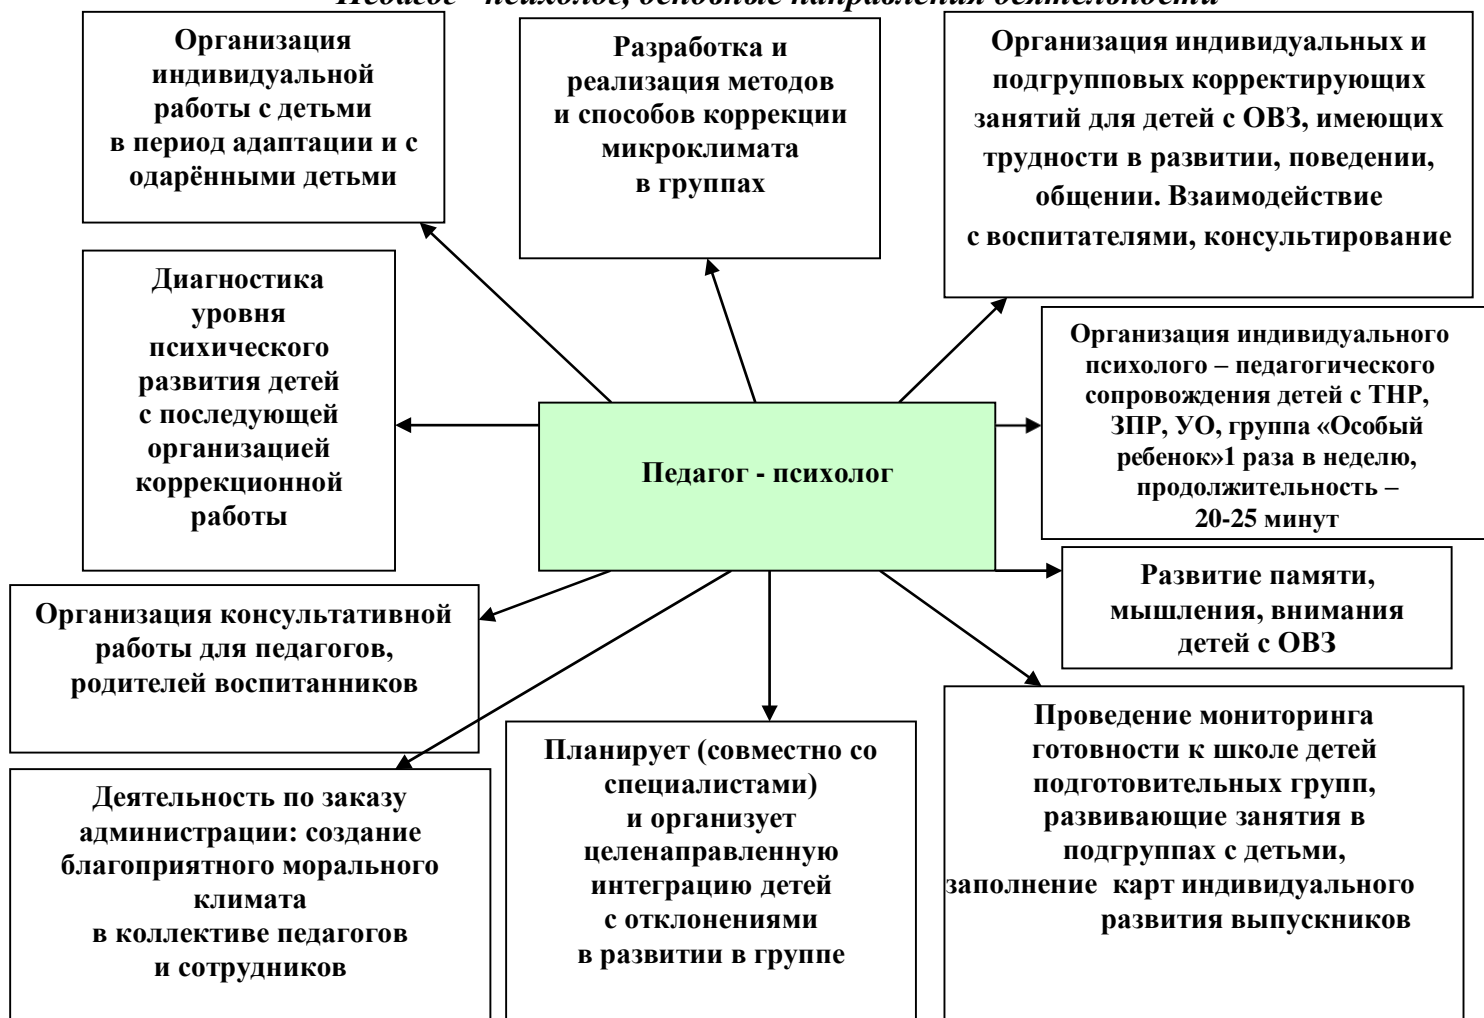 Педагог - психолог, основные направления деятельности
Организация
индивидуальной
работы с детьми
в период адаптации и с
одарёнными детьми
Разработка и
реализация методов
и способов коррекции
микроклимата
в группах
Организация индивидуальных и
подгрупповых корректирующих
занятий для детей с ОВЗ, имеющих
трудности в развитии, поведении,
общении. Взаимодействие
с воспитателями, консультирование
Диагностика
уровня
психического
развития детей
с последующей
организацией
коррекционной
работы
Организация индивидуального
психолого – педагогического
сопровождения детей с ТНР,
ЗПР, УО, группа «Особый
ребенок»1 раза в неделю,
продолжительность –
20-25 минут
Педагог - психолог
Развитие памяти,
мышления, внимания
детей с ОВЗ
Организация консультативной
работы для педагогов,
родителей воспитанников
Деятельность по заказу
администрации: создание
благоприятного морального
климата
в коллективе педагогов
и сотрудников
Планирует (совместно со
специалистами)
и организует
целенаправленную
интеграцию детей
с отклонениями
в развитии в группе
Проведение мониторинга
готовности к школе детей
подготовительных групп,
развивающие занятия в
подгруппах с детьми,
заполнение карт индивидуального
развития выпускников